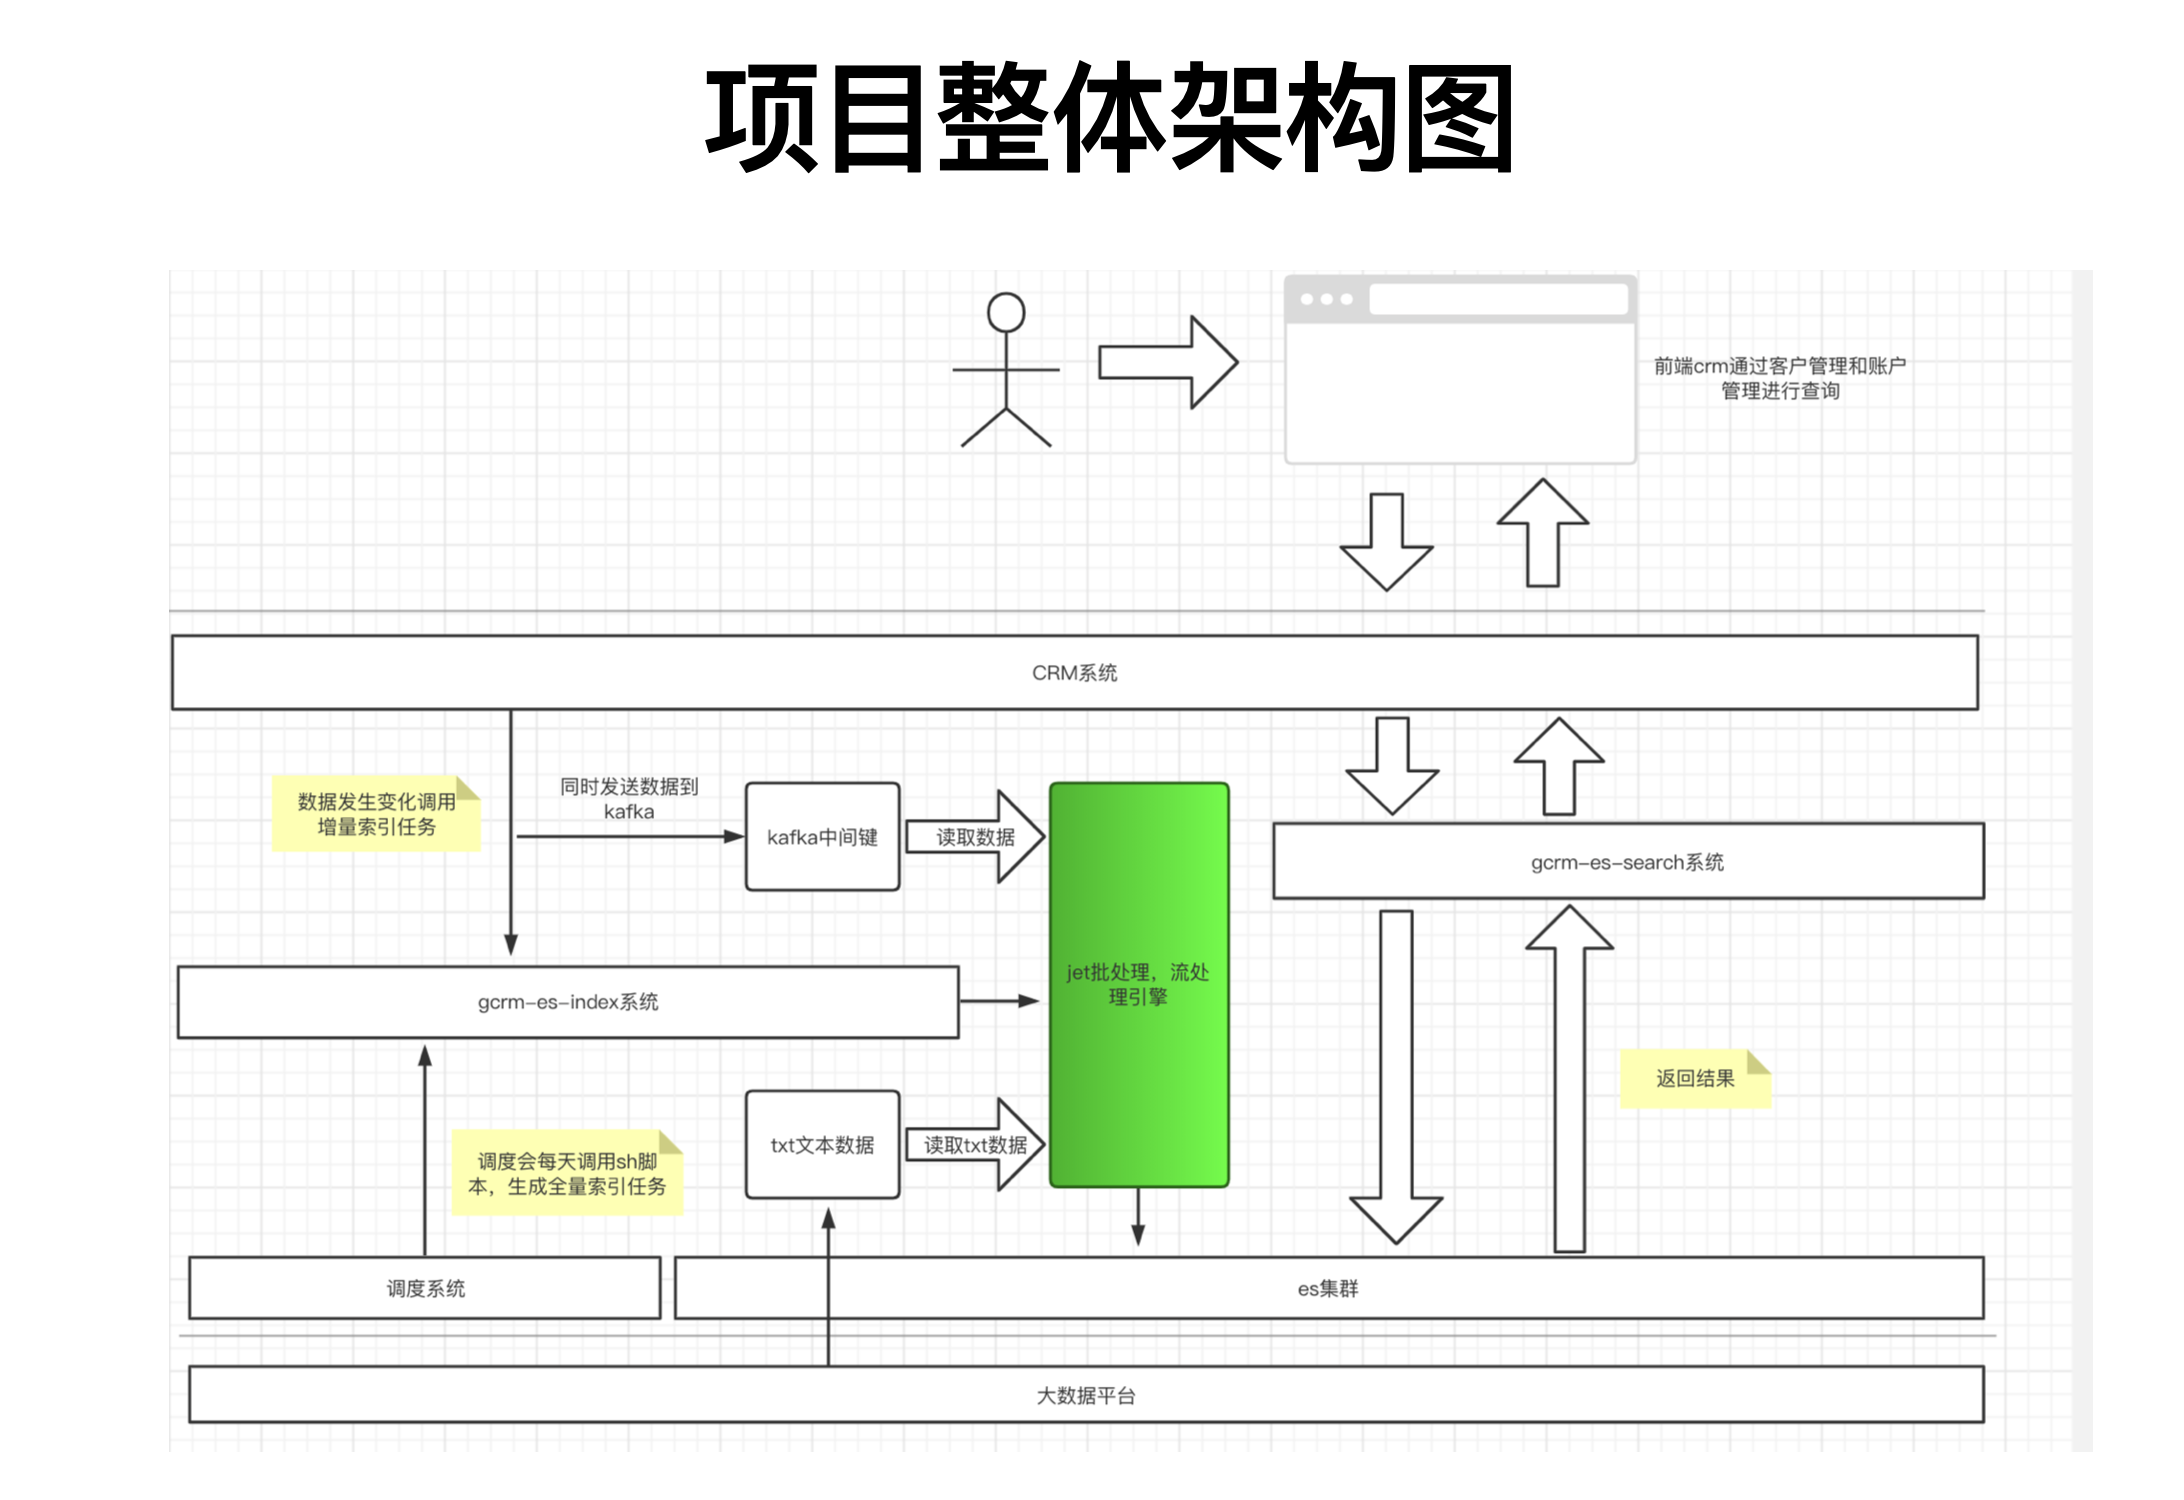 项目整体架构图
前端crm通过客户管理和账户
管理进行查询
CRM系统
数据发生变化调用
增量索引任务
同时发送数据到
kafka
kafka中间键
读取数据
gcrm-es-search系统
jet批处理，流处
理引擎
gcrm-es-index系统
返回结果
txt文本数据
读取txt数据
调度会每天调用sh脚
本，生成全量索引任务
调度系统
es集群
大数据平台